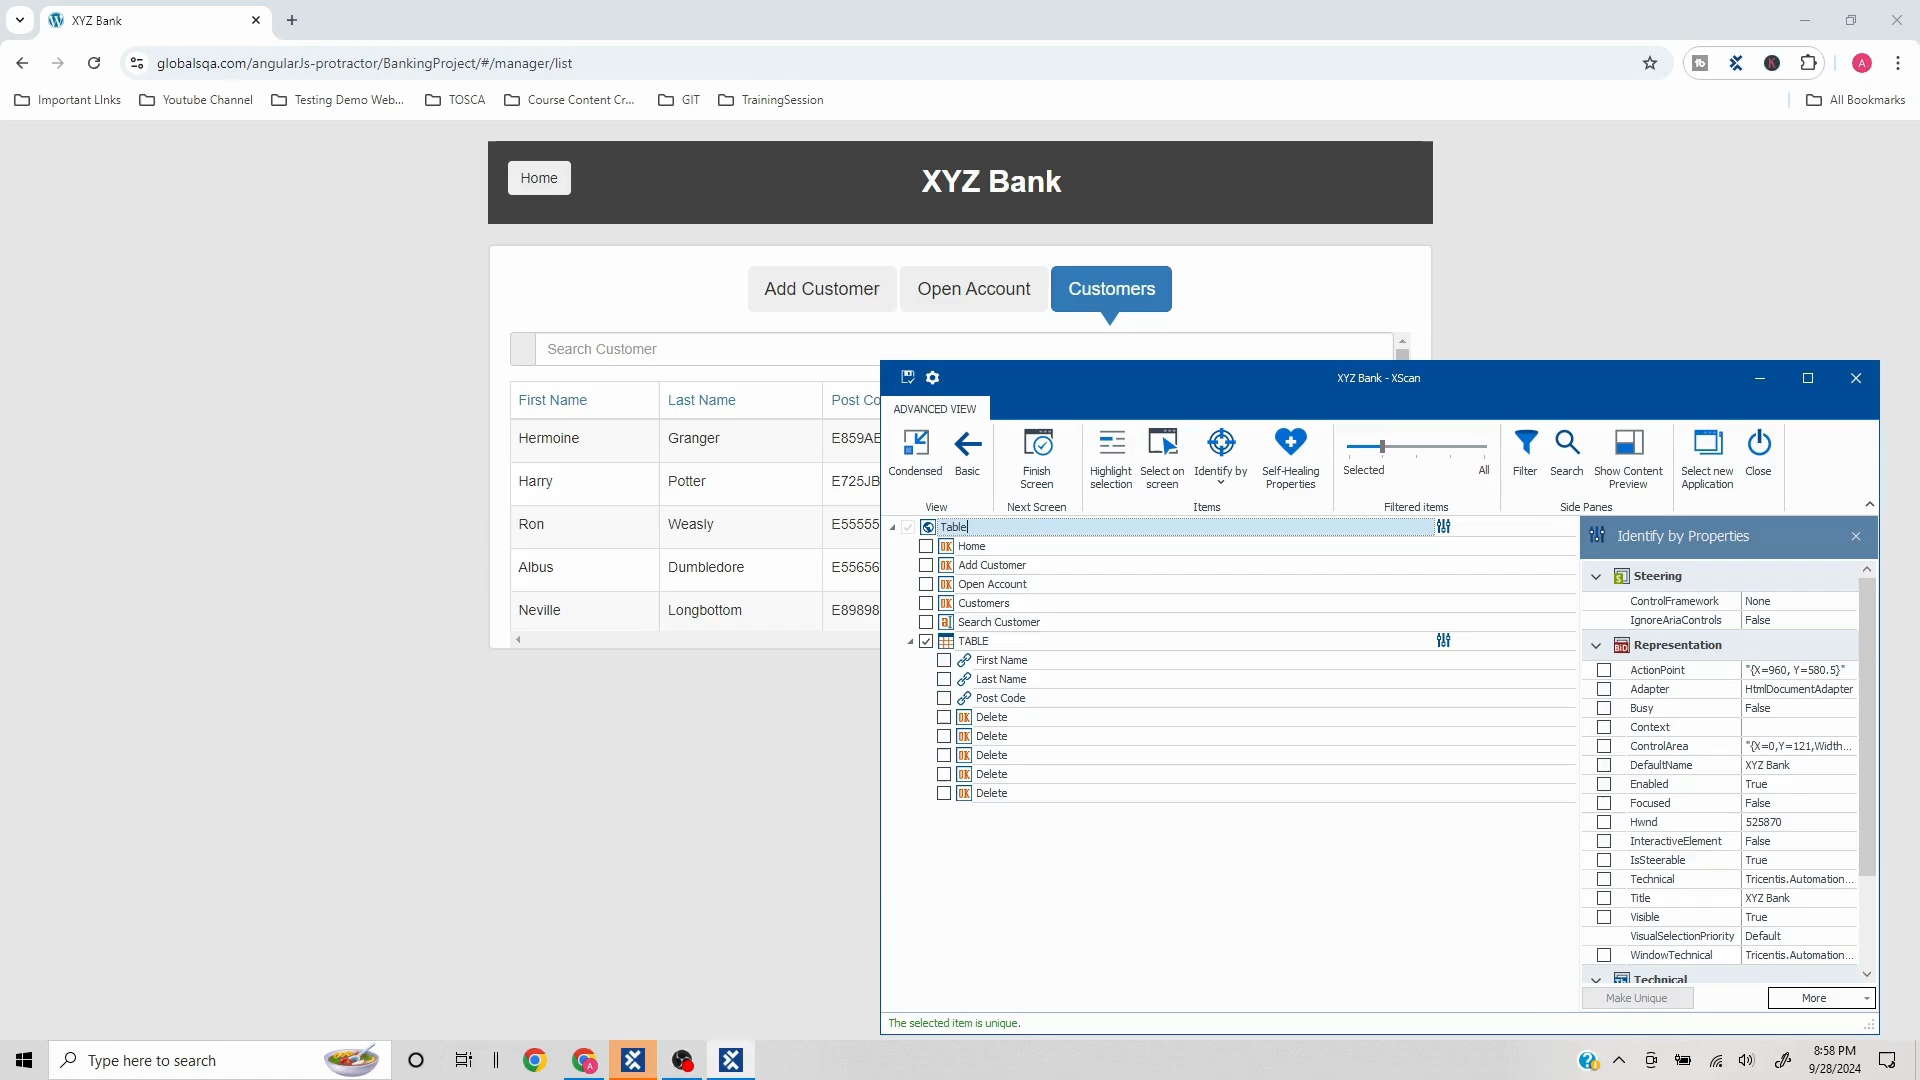 XYZ Bank
globalsqa.com/angularJs-protractor/BankingProject/#/manager/list
Important LInks
Youtube Channel
Testing Demo Web...
TOSCA
Course Content Cr...
GIT
TrainingSession
All Bookmarks
Home
XYZ Bank
Add Customer
Open Account
Customers
Search Customer
First Name
Last Name
Post Co
Hermoine
Granger
E859AE
Harry
Potter
E725JB
Ron
Weasly
E55555
Albus
Dumbledore
E55656
Neville
Longbottom
E89898
XYZ Bank - XScan
ADVANCED VIEW
Condensed
Basic
Finish Screen
Highlight selection
Select on screen
Identify by
Self-Healing Properties
Selected
All
Filter
Search
Show Content Preview
Select new Application
Close
View
Next Screen
Items
Filtered items
Side Panes
Table
Home
Add Customer
Open Account
Customers
Search Customer
TABLE
First Name
Last Name
Post Code
Delete
Delete
Delete
Delete
Delete
Identify by Properties
Steering
ControlFramework None
IgnoreAriaControls False
Representation
ActionPoint "{X=960, Y=580.5}"
Adapter HtmlDocumentAdapter
Busy False
Context
ControlArea "{X=0,Y=121,Width...
DefaultName XYZ Bank
Enabled True
Focused False
Hwnd 525870
InteractiveElement False
IsSteerable True
Technical Tricentis.Automation...
Title XYZ Bank
Visible True
VisualSelectionPriority Default
WindowTechnical Tricentis.Automation...
Technical
Make Unique
More
The selected item is unique.
Type here to search
8:58 PM
9/28/2024